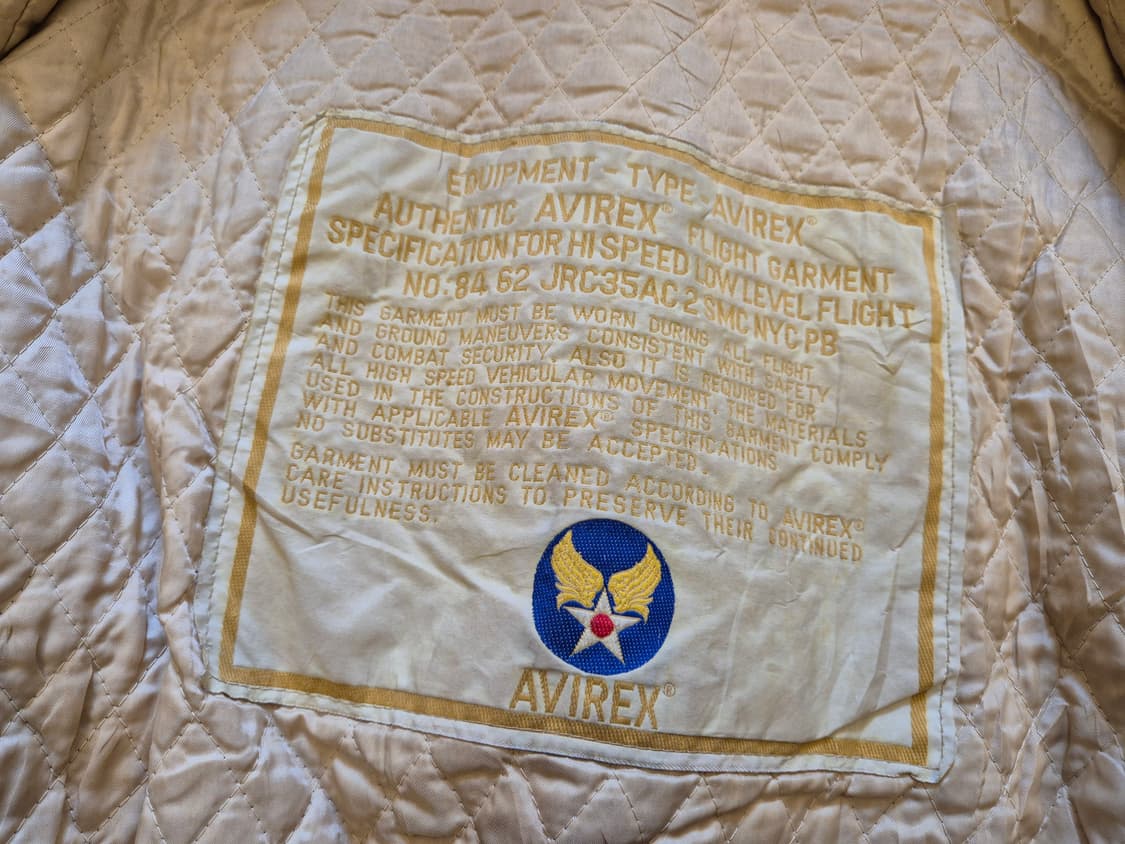 EQUIPMENT - TYPE - AVIREX®
AUTHENTIC AVIREX® FLIGHT GARMENT
SPECIFICATION FOR HI SPEED LOW LEVEL FLIGHT
NO: 84 62 JRC35AC2 SMC NYC PB
THIS GARMENT MUST BE WORN DURING ALL FLIGHT
AND GROUND MANEUVERS CONSISTENT WITH SAFETY
AND COMBAT SECURITY. ALSO IT IS REQUIRED FOR
ALL HIGH SPEED VEHICULAR MOVEMENT. THE MATERIALS
USED IN THE CONSTRUCTIONS OF THIS GARMENT COMPLY
WITH APPLICABLE AVIREX® SPECIFICATIONS
NO SUBSTITUTES MAY BE ACCEPTED.
GARMENT MUST BE CLEANED ACCORDING TO AVIREX®
CARE INSTRUCTIONS TO PRESERVE THEIR CONTINUED
USEFULNESS.
AVIREX®